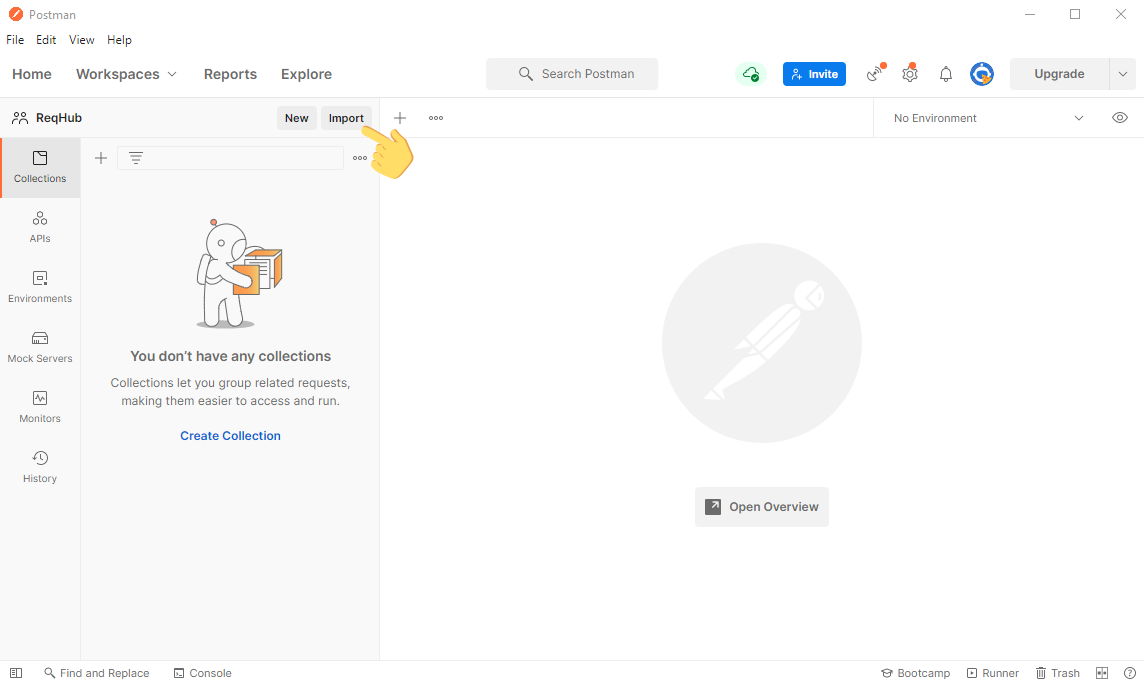 Postman
File Edit View Help
Home Workspaces Reports Explore Search Postman Invite Upgrade
ReqHub New Import No Environment
Collections
APIs
Environments
Mock Servers
Monitors
History
You don't have any collections
Collections let you group related requests,
making them easier to access and run.
Create Collection
Open Overview
Find and Replace Console Bootcamp Runner Trash